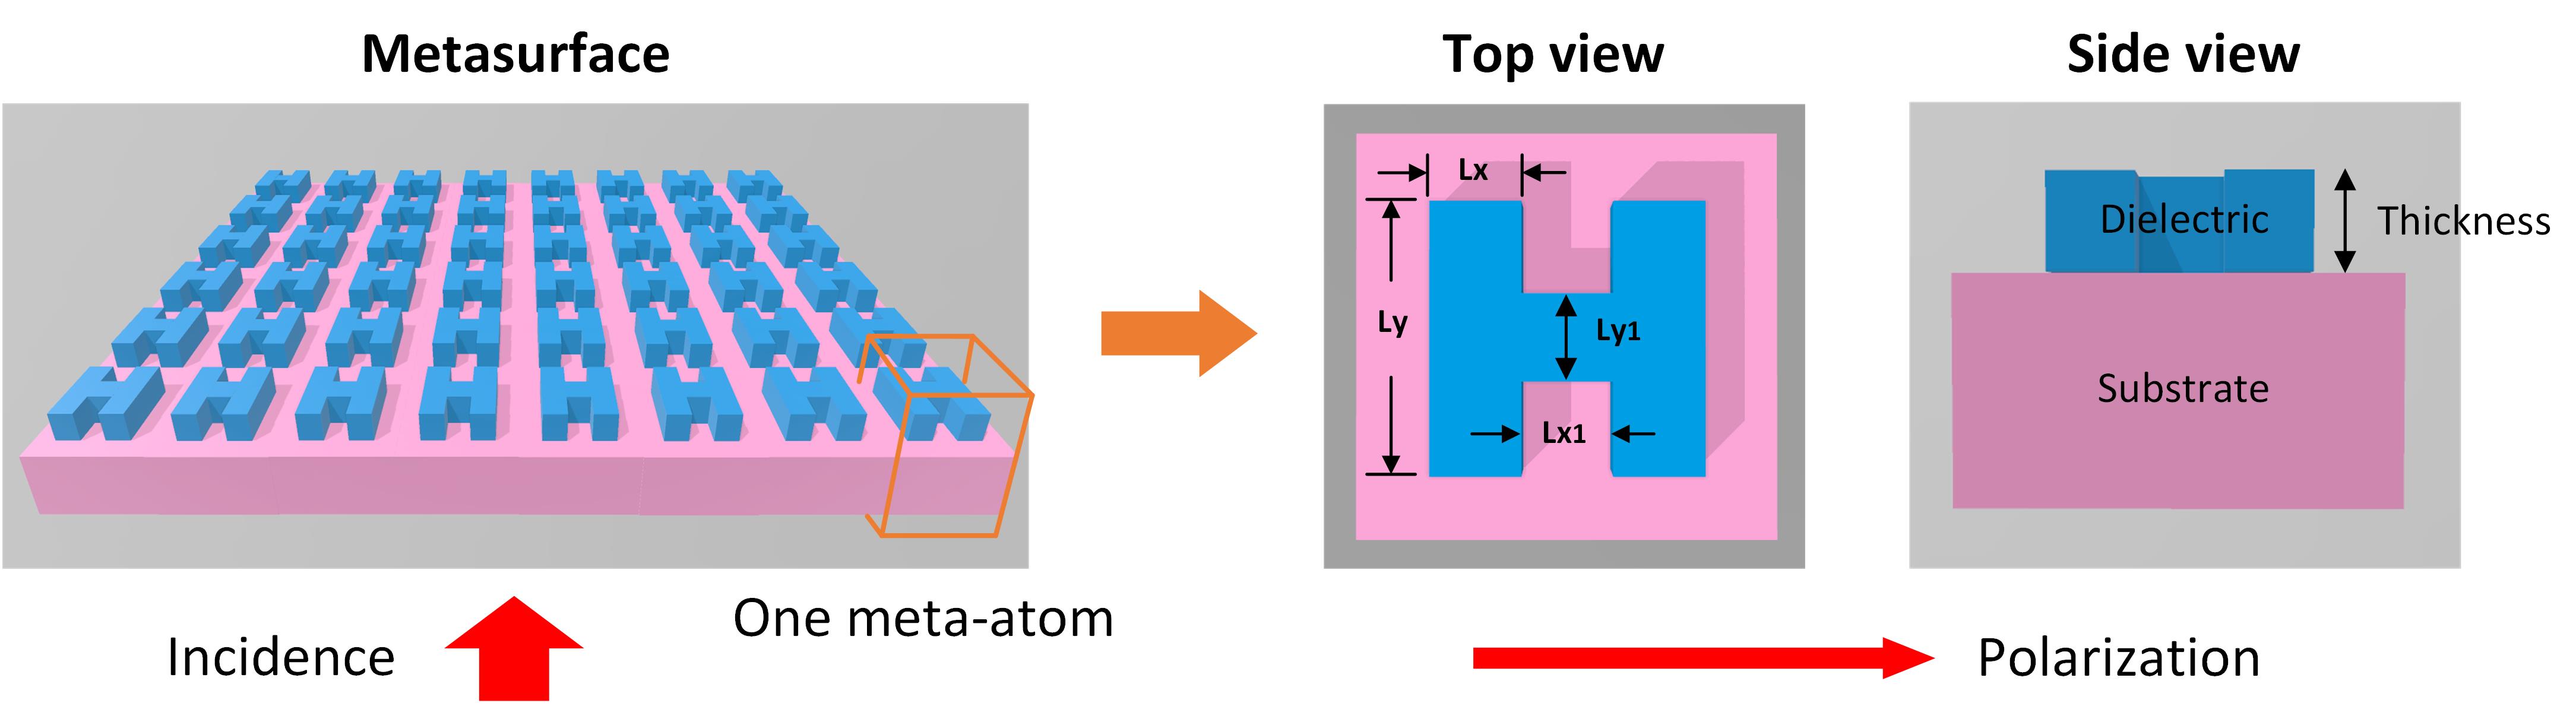 Metasurface
Top view
Side view
Lx
Ly
Ly1
Lx1
Dielectric
Thickness
Substrate
One meta-atom
Incidence
Polarization